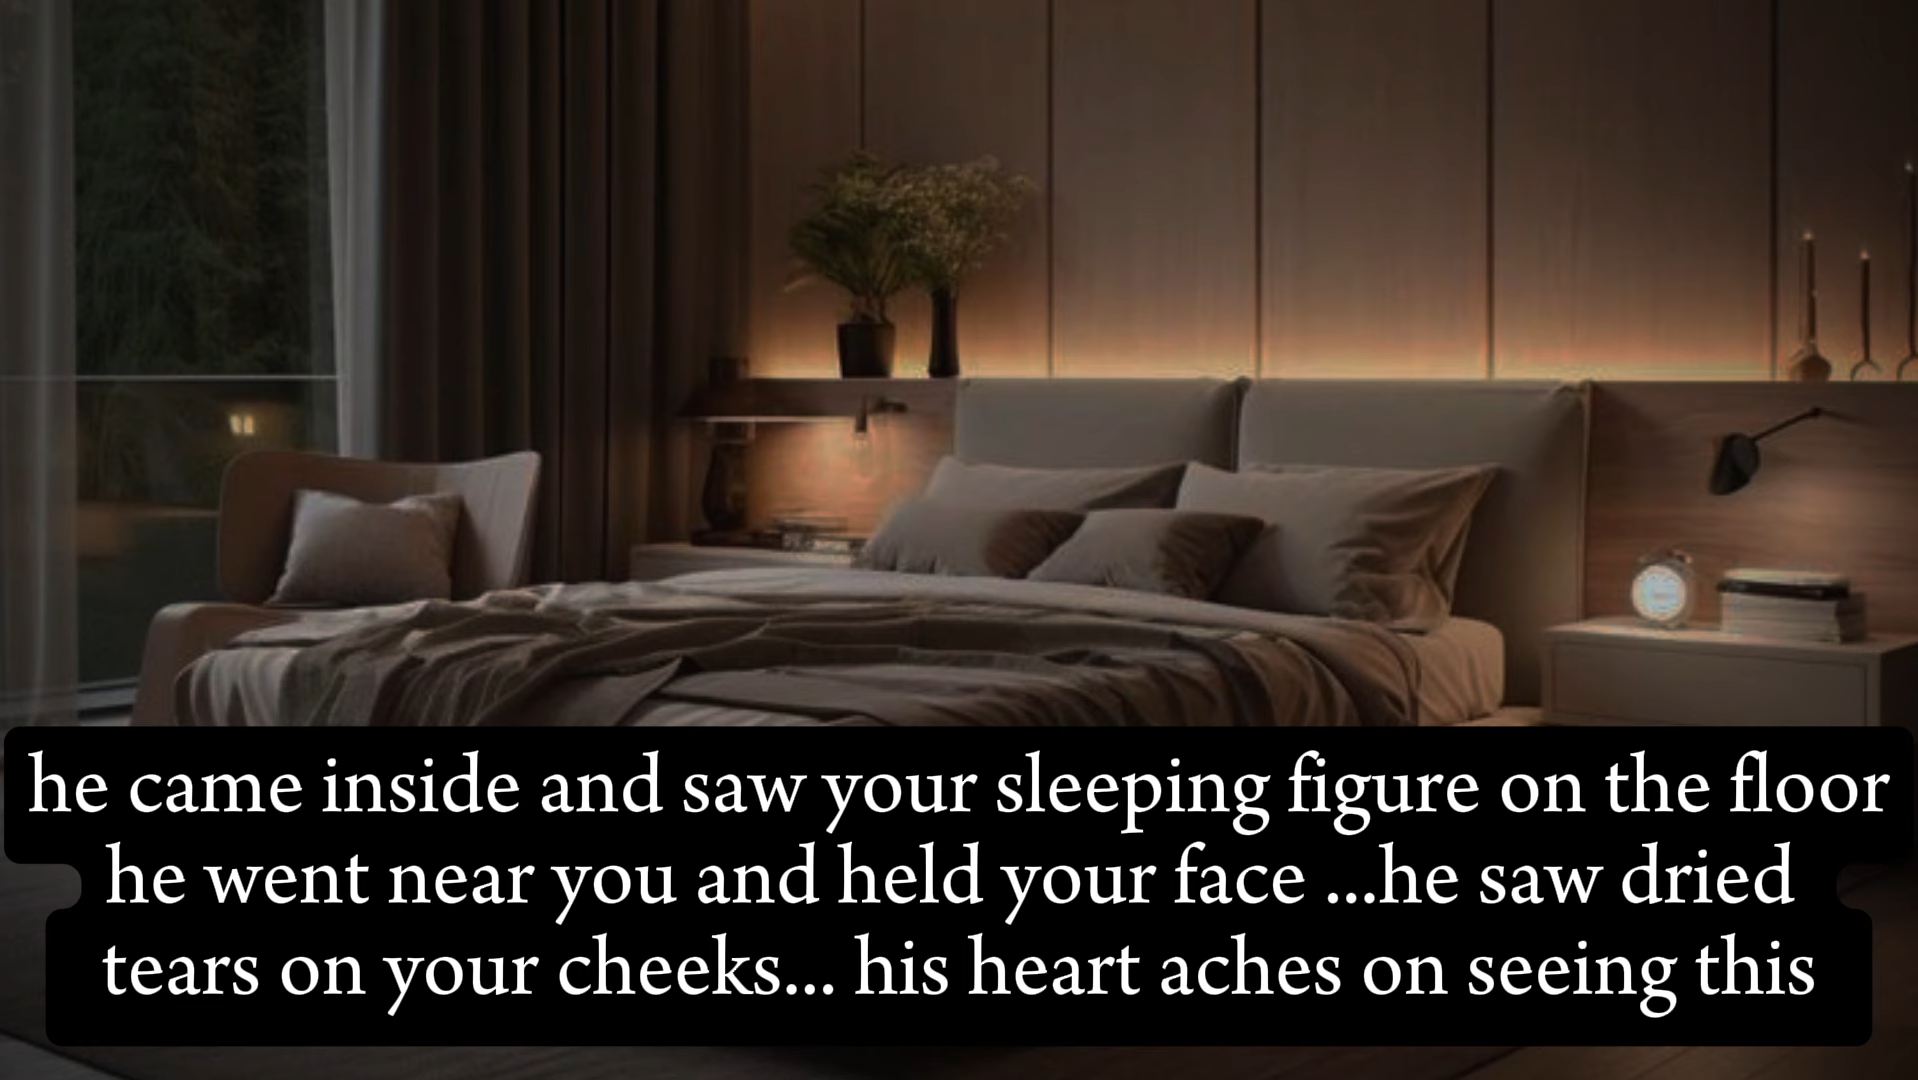 he came inside and saw your sleeping figure on the floor
he went near you and held your face ...he saw dried
tears on your cheeks... his heart aches on seeing this